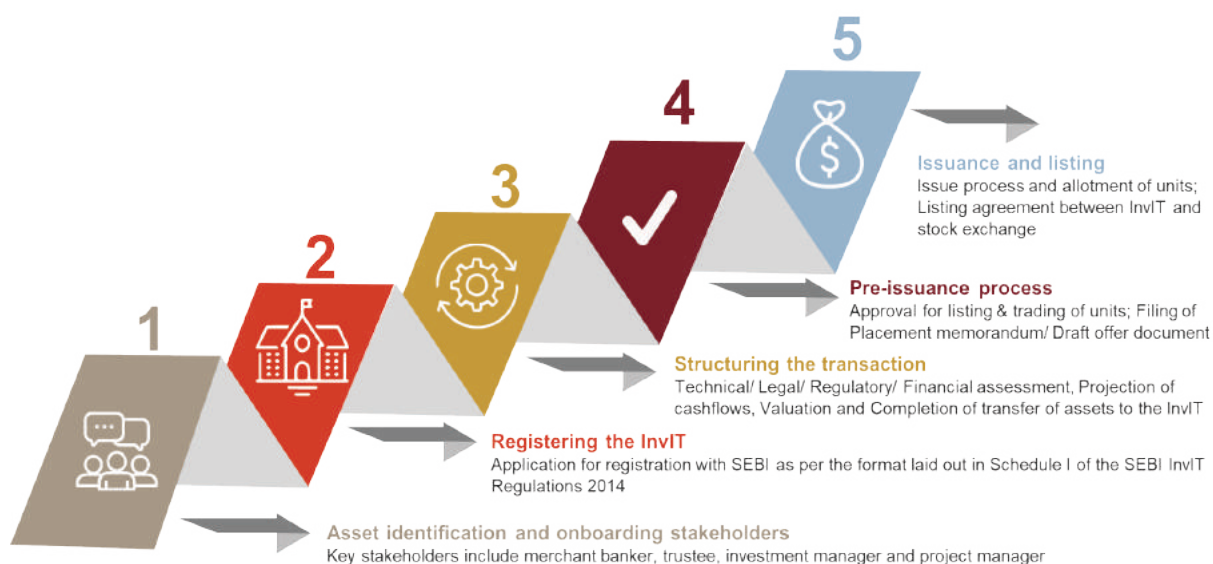 5
Issuance and listing
Issue process and allotment of units;
Listing agreement between InvIT and
stock exchange
4
Pre-issuance process
Approval for listing & trading of units; Filing of
Placement memorandum/ Draft offer document
3
Structuring the transaction
Technical/ Legal/ Regulatory/ Financial assessment, Projection of
cashflows, Valuation and Completion of transfer of assets to the InvIT
2
Registering the InvIT
Application for registration with SEBI as per the format laid out in Schedule I of the SEBI InvIT
Regulations 2014
1
Asset identification and onboarding stakeholders
Key stakeholders include merchant banker, trustee, investment manager and project manager
$